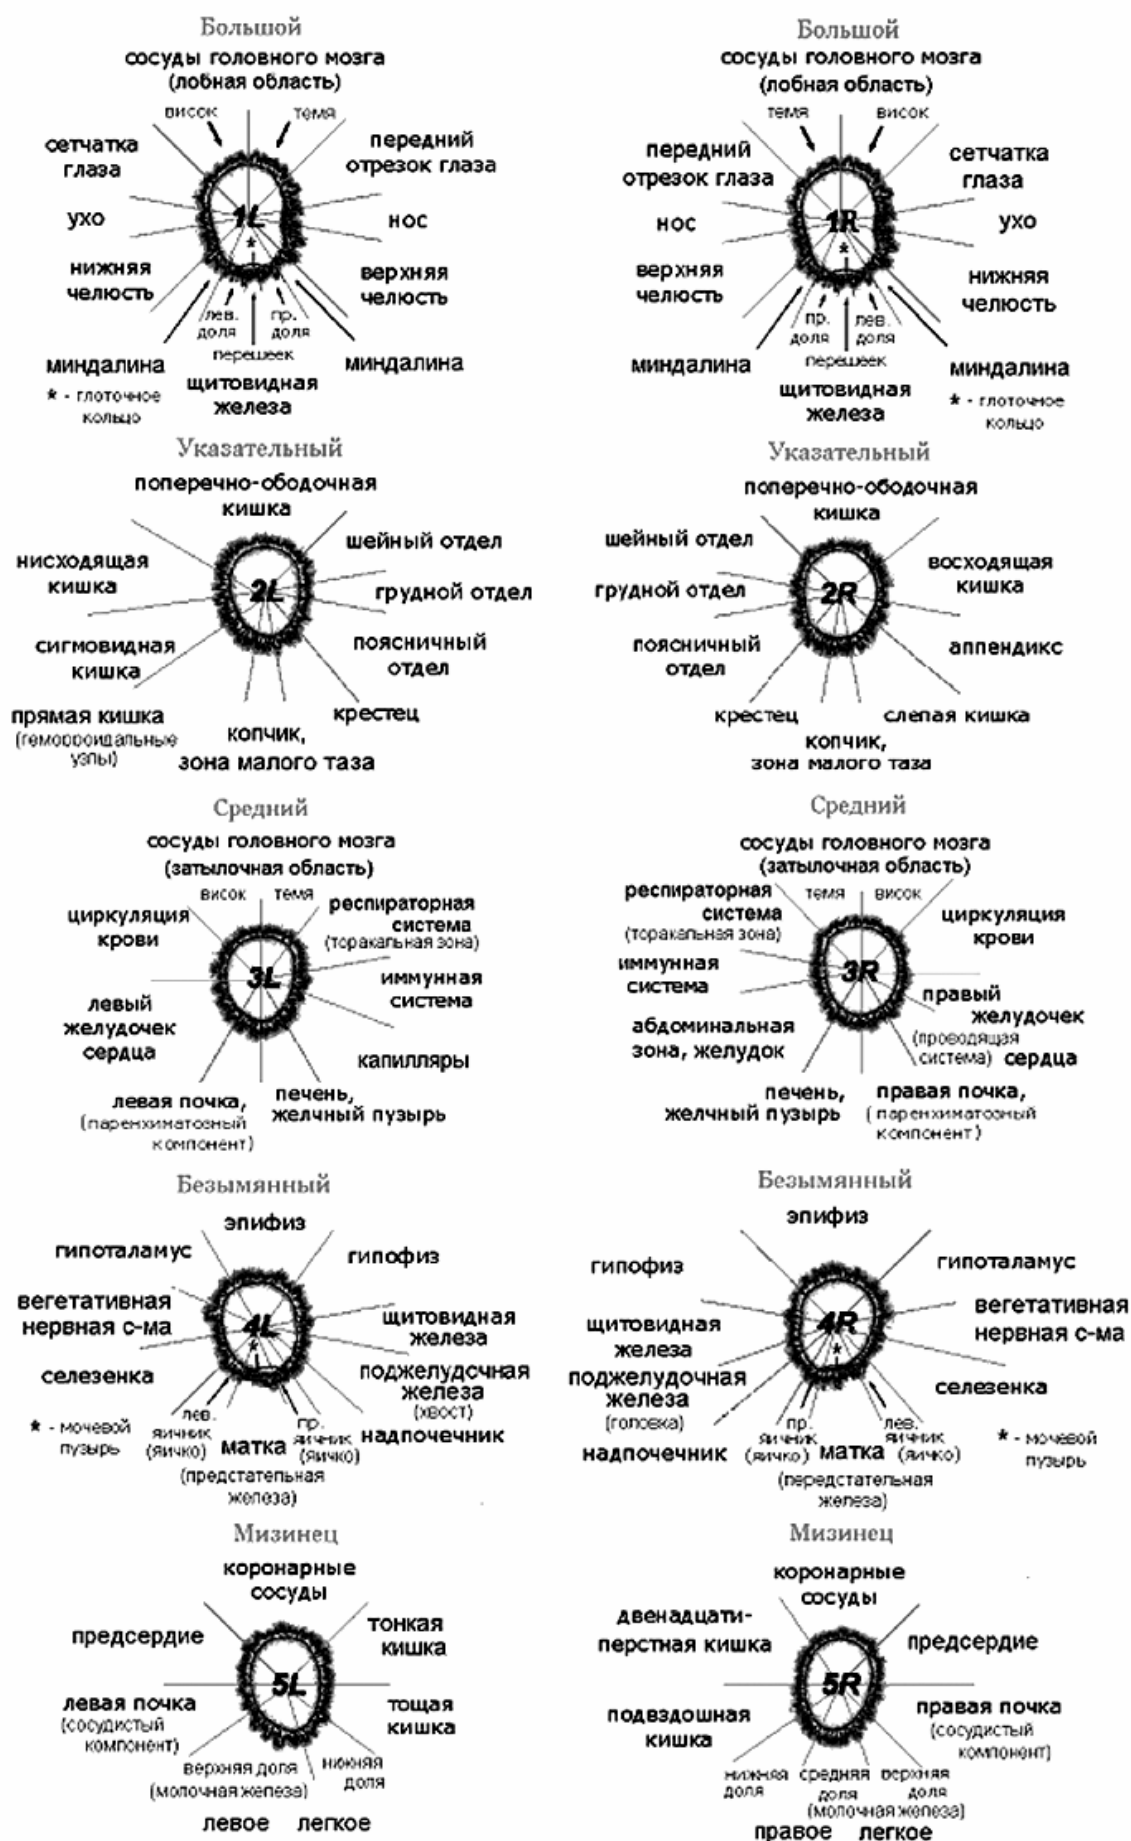 Большой
сосуды головного мозга
(лобная область)
висок
темя
сетчатка
глаза
передний
отрезок глаза
ухо
1L
*
нос
нижняя
челюсть
верхняя
челюсть
лев.
доля
пр.
доля
перешеек
миндалина
миндалина
* - глоточное
кольцо
щитовидная
железа
Большой
сосуды головного мозга
(лобная область)
темя
висок
передний
отрезок глаза
сетчатка
глаза
нос
1R
*
ухо
верхняя
челюсть
нижняя
челюсть
пр.
доля
лев.
доля
перешеек
миндалина
миндалина
щитовидная
железа
* - глоточное
кольцо
Указательный
поперечно-ободочная
кишка
нисходящая
кишка
шейный отдел
2L
грудной отдел
сигмовидная
кишка
поясничный
отдел
прямая кишка
(геморроидальные
узлы)
крестец
копчик,
зона малого таза
Указательный
поперечно-ободочная
кишка
шейный отдел
восходящая
кишка
грудной отдел
2R
поясничный
отдел
аппендикс
крестец
слепая кишка
копчик,
зона малого таза
Средний
сосуды головного мозга
(затылочная область)
висок
темя
циркуляция
крови
респираторная
система
(торакальная зона)
3L
иммунная
система
левый
желудочек
сердца
капилляры
левая почка,
(паренхиматозный
компонент)
печень,
желчный пузырь
Средний
сосуды головного мозга
(затылочная область)
респираторная
система
(торакальная зона)
темя
висок
циркуляция
крови
иммунная
система
3R
правый
желудочек
(проводящая
система) сердца
абдоминальная
зона, желудок
печень,
желчный пузырь
правая почка,
(паренхиматозный
компонент)
Безымянный
эпифиз
гипоталамус
гипофиз
вегетативная
нервная с-ма
4L
*
щитовидная
железа
селезенка
поджелудочная
железа
(хвост)
* - мочевой
пузырь
лев.
яичник
(яичко)
матка
(предстательная
железа)
пр.
яичник
(яичко)
надпочечник
Безымянный
эпифиз
гипофиз
гипоталамус
щитовидная
железа
4R
*
вегетативная
нервная с-ма
поджелудочная
железа
(головка)
селезенка
надпочечник
пр.
яичник
(яичко)
матка
(передстательная
железа)
лев.
яичник
(яичко)
* - мочевой
пузырь
Мизинец
коронарные
сосуды
предсердие
тонкая
кишка
5L
левая почка
(сосудистый
компонент)
тощая
кишка
верхняя доля
(молочная железа)
нижняя
доля
левое легкое
Мизинец
коронарные
сосуды
двенадцати-
перстная кишка
предсердие
5R
подвздошная
кишка
правая почка
(сосудистый
компонент)
нижняя
доля
средняя
доля
верхняя
доля
(молочная железа)
правое легкое